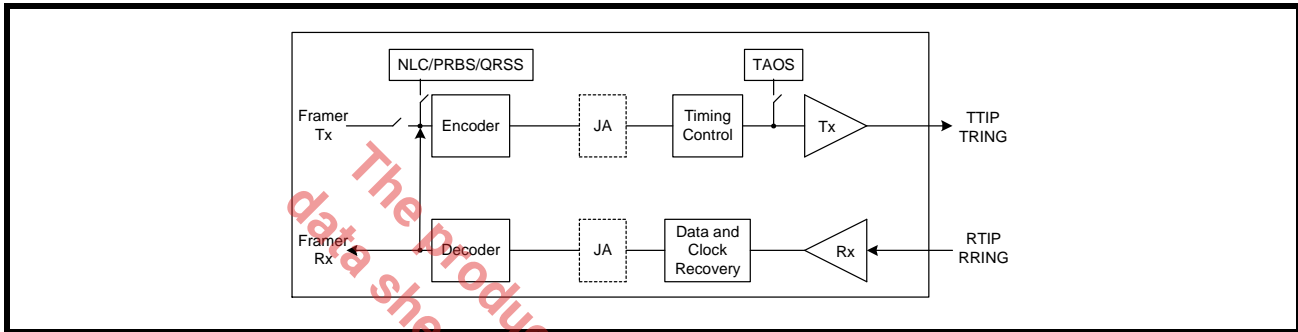 NLC/PRBS/QRSS
TAOS
Framer
Tx
Encoder
JA
Timing
Control
Tx
TTIP
TRING
Framer
Rx
Decoder
JA
Data and
Clock
Recovery
Rx
RTIP
RRING
The produc
data she